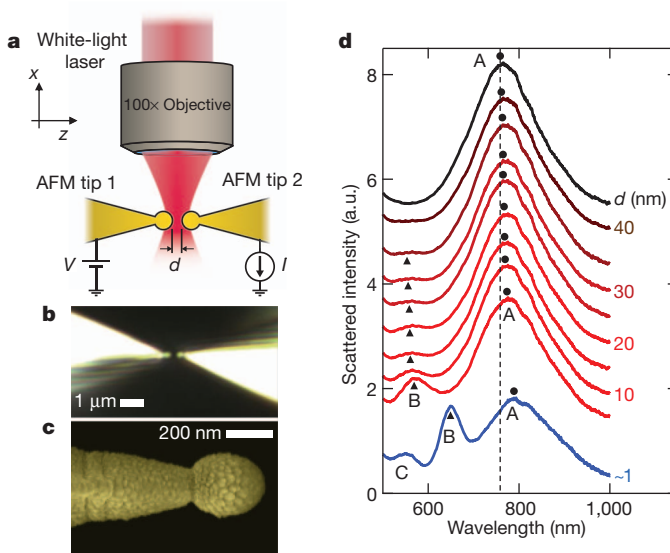 a
White-light
laser
x
z
100× Objective
AFM tip 1
AFM tip 2
d
V
I
b
1 μm
c
200 nm
d
Scattered intensity (a.u.)
8
6
4
2
0
A
d (nm)
40
30
20
10
~1
A
B
A
B
C
600
800
1,000
Wavelength (nm)